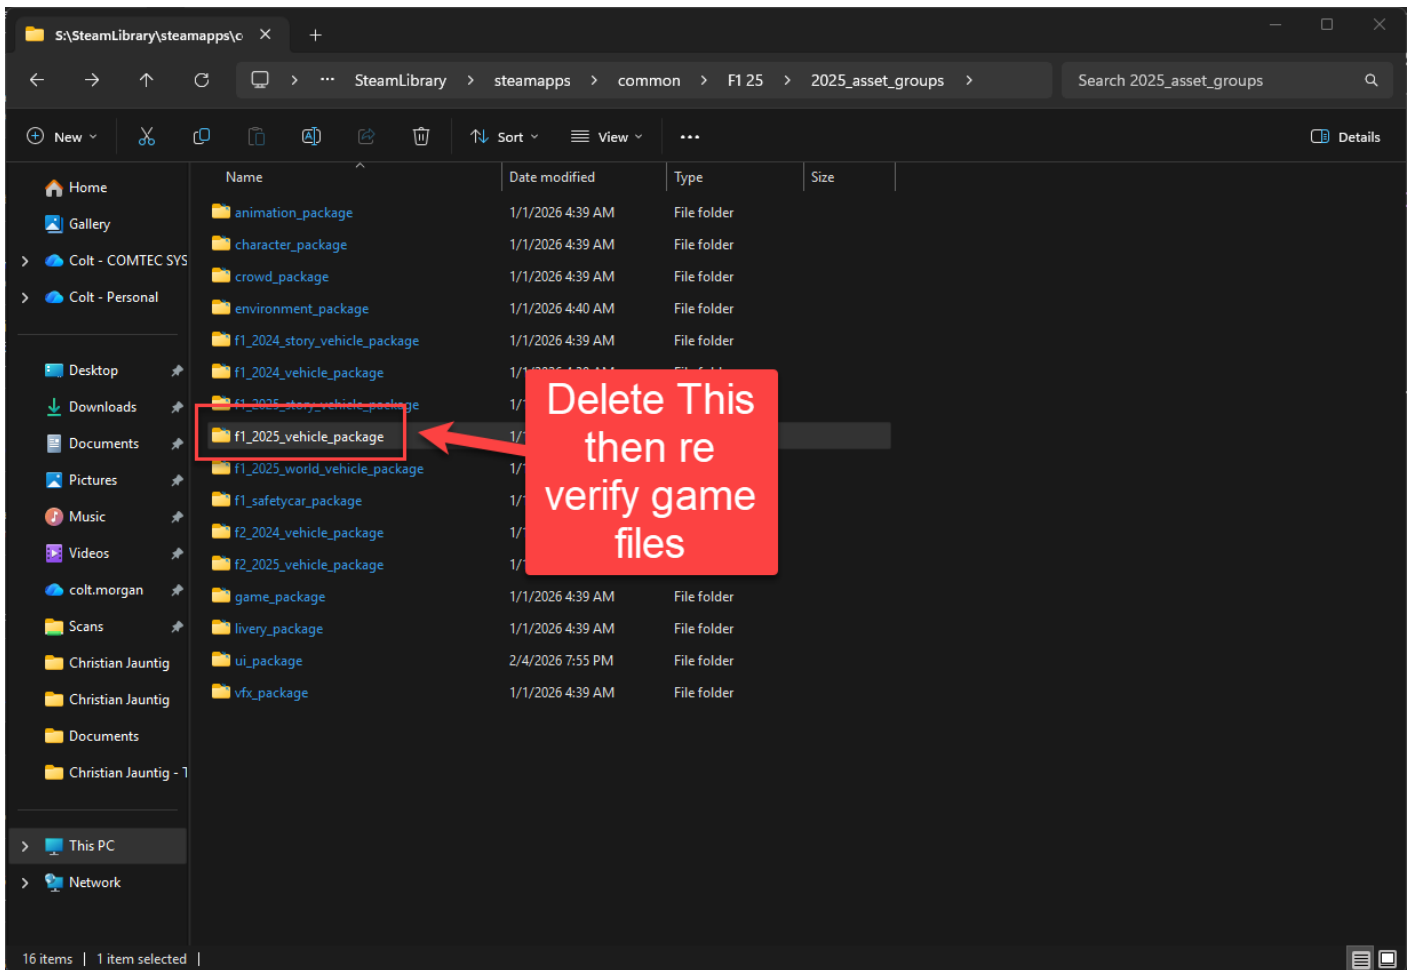 S:\SteamLibrary\steamapps\c
SteamLibrary > steamapps > common > F1 25 > 2025_asset_groups >
Search 2025_asset_groups
New
Sort
View
Details
Name
Date modified
Type
Size
Home
Gallery
Colt - COMTEC SYS
Colt - Personal
Desktop
Downloads
Documents
Pictures
Music
Videos
colt.morgan
Scans
Christian Jauntig
Christian Jauntig
Documents
Christian Jauntig - T
This PC
Network
animation_package 1/1/2026 4:39 AM File folder
character_package 1/1/2026 4:39 AM File folder
crowd_package 1/1/2026 4:39 AM File folder
environment_package 1/1/2026 4:40 AM File folder
f1_2024_story_vehicle_package 1/1/2026 4:39 AM File folder
f1_2024_vehicle_package
f1_2025_story_vehicle_package
f1_2025_vehicle_package
f1_2025_world_vehicle_package
f1_safetycar_package
f2_2024_vehicle_package
f2_2025_vehicle_package
game_package 1/1/2026 4:39 AM File folder
livery_package 1/1/2026 4:39 AM File folder
ui_package 2/4/2026 7:55 PM File folder
vfx_package 1/1/2026 4:39 AM File folder
Delete This
then re
verify game
files
16 items | 1 item selected |